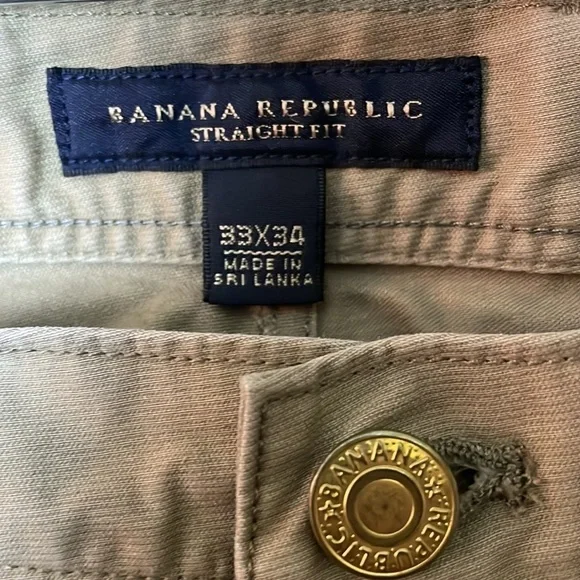 BANANA REPUBLIC
STRAIGHT FIT
33X34
MADE IN
SRI LANKA
BANANA REPUBLIC